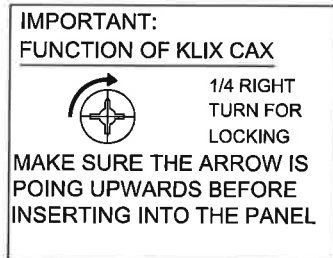 IMPORTANT:
FUNCTION OF KLIX CAX
1/4 RIGHT
TURN FOR
LOCKING
MAKE SURE THE ARROW IS
POING UPWARDS BEFORE
INSERTING INTO THE PANEL